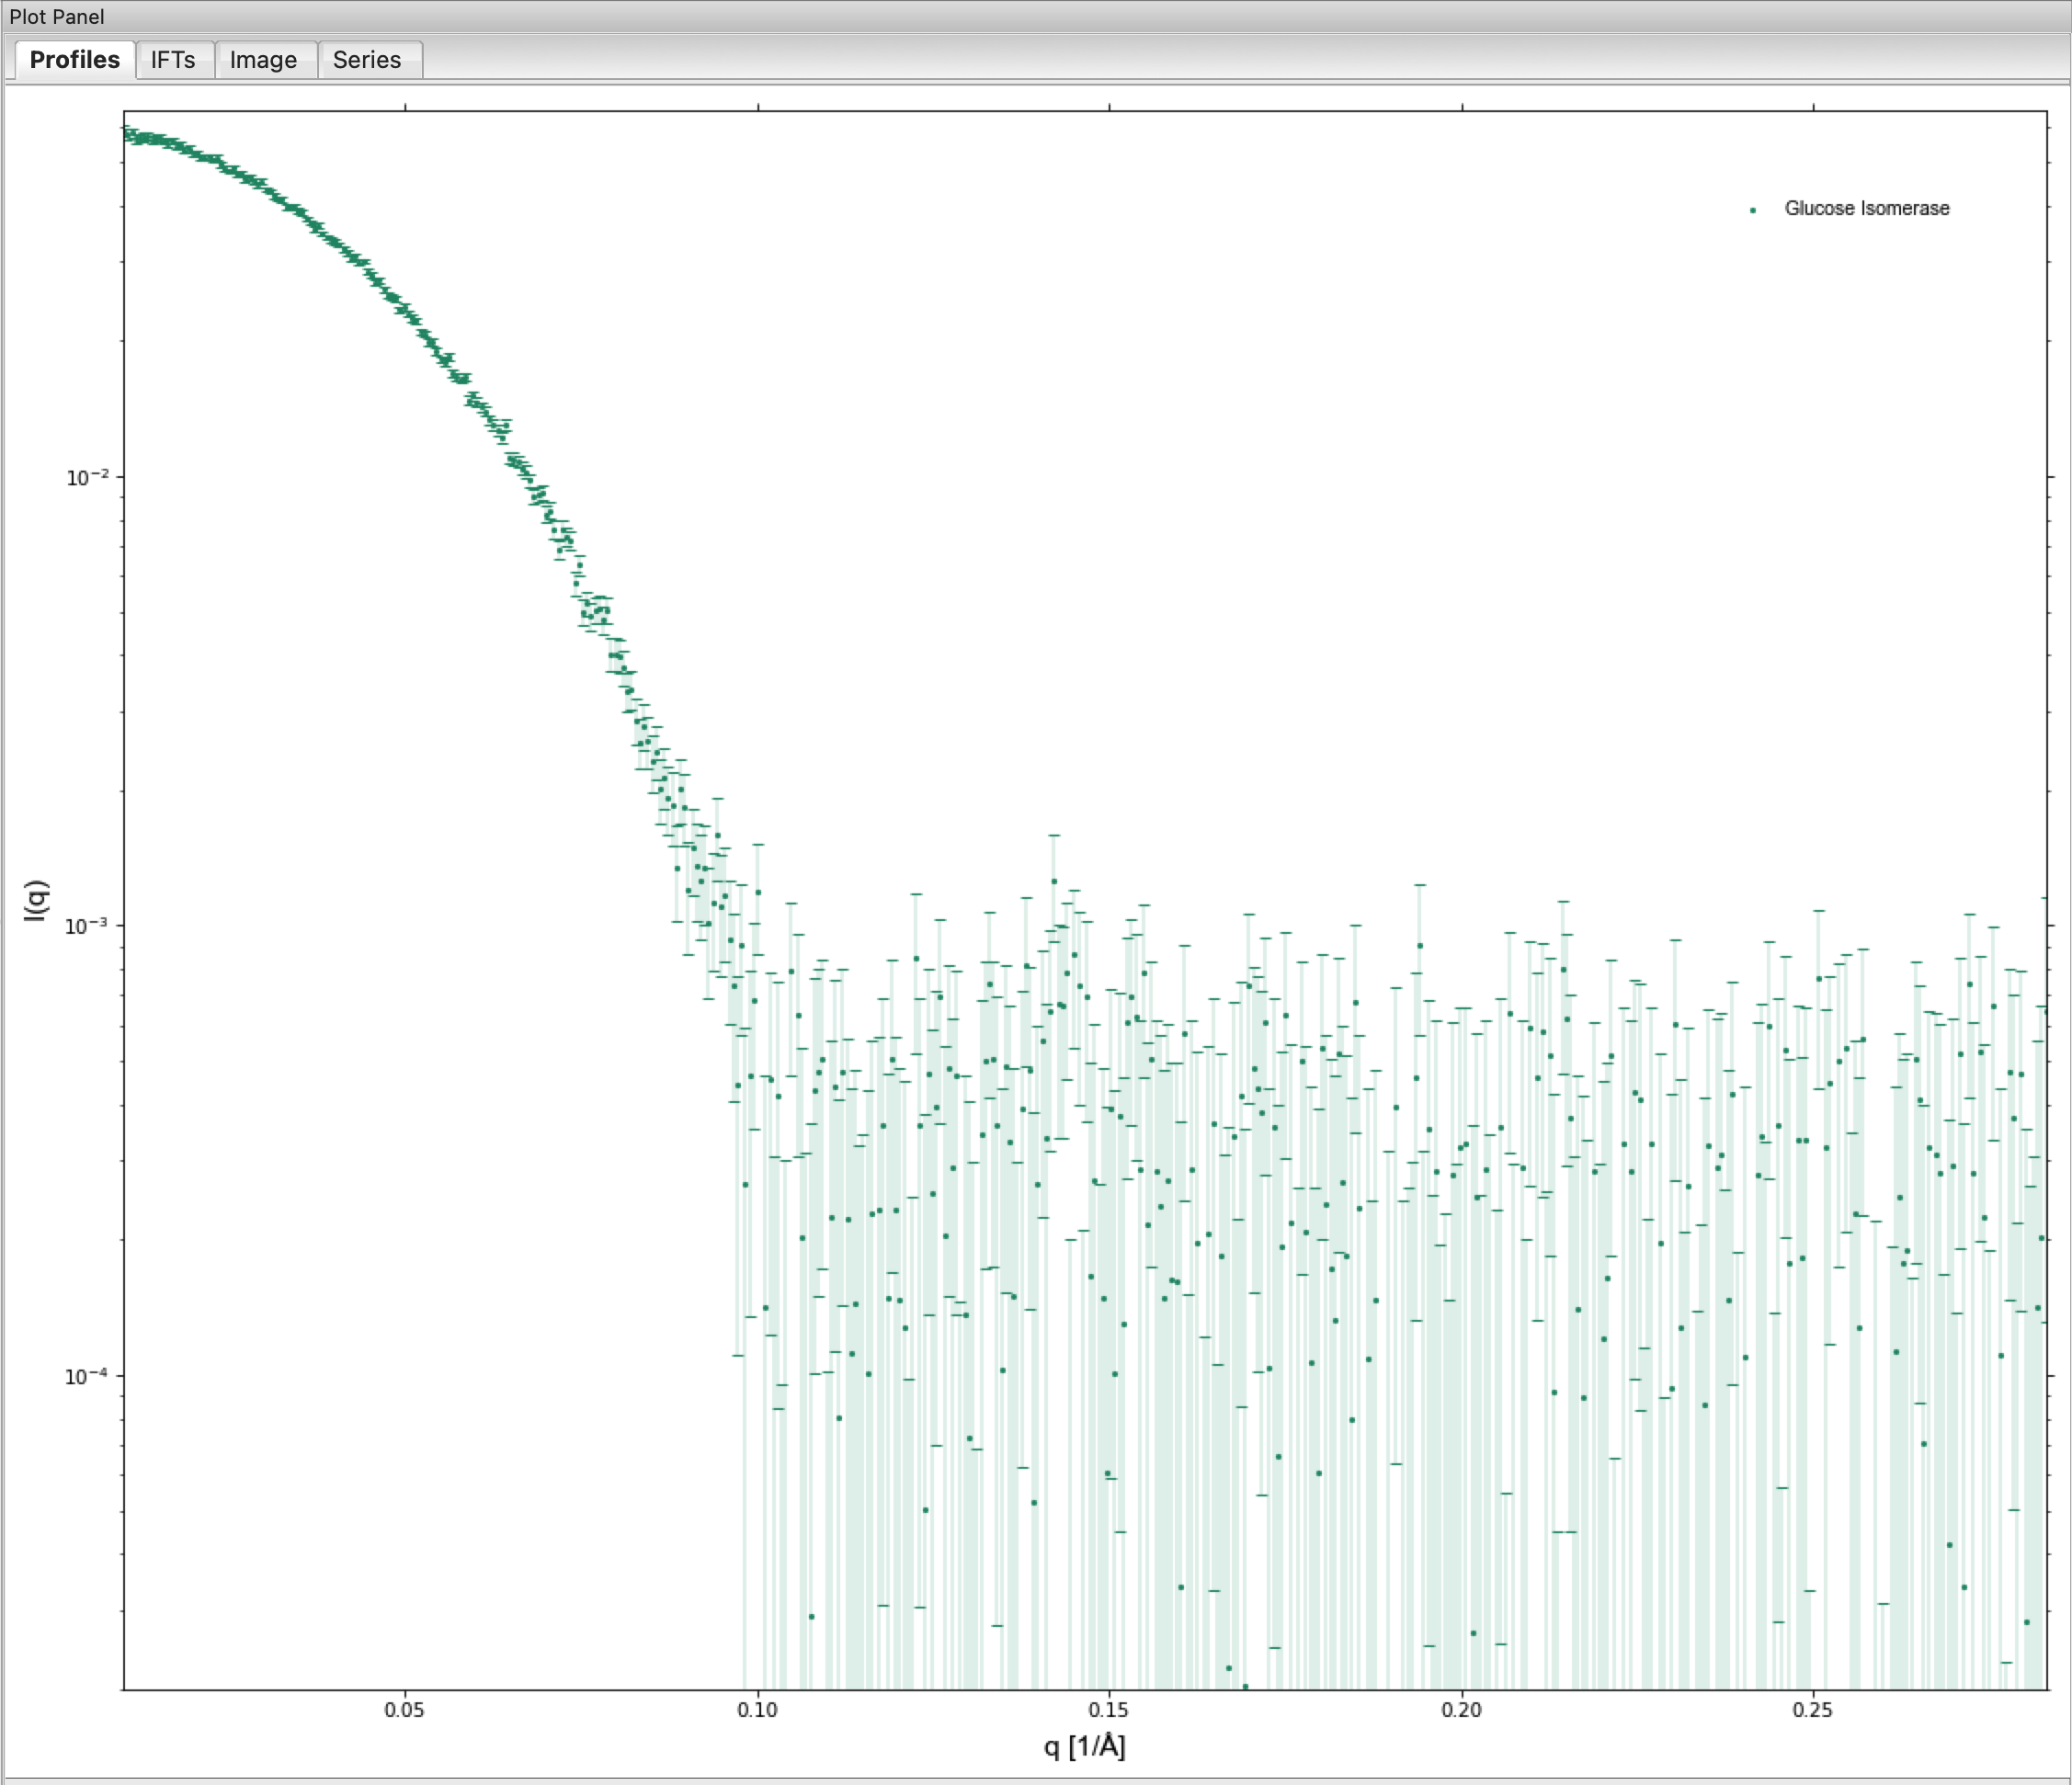 Plot Panel
Profiles IFTs Image Series
Glucose Isomerase
10⁻²
I(q)
10⁻³
10⁻⁴
0.05 0.10 0.15 0.20 0.25
q [1/Å]